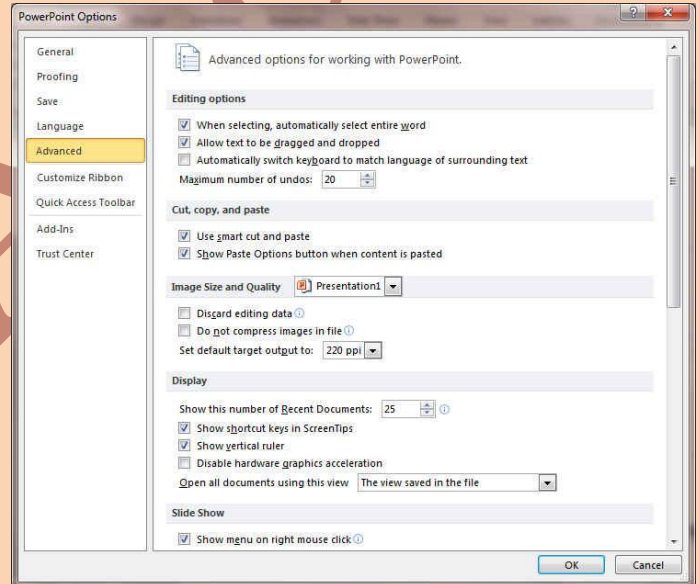 PowerPoint Options
General
Proofing
Save
Language
Advanced
Customize Ribbon
Quick Access Toolbar
Add-Ins
Trust Center
Advanced options for working with PowerPoint.
Editing options
When selecting, automatically select entire word
Allow text to be dragged and dropped
Automatically switch keyboard to match language of surrounding text
Maximum number of undos: 20
Cut, copy, and paste
Use smart cut and paste
Show Paste Options button when content is pasted
Image Size and Quality Presentation1
Discard editing data
Do not compress images in file
Set default target output to: 220 ppi
Display
Show this number of Recent Documents: 25
Show shortcut keys in ScreenTips
Show vertical ruler
Disable hardware graphics acceleration
Open all documents using this view The view saved in the file
Slide Show
Show menu on right mouse click
OK Cancel